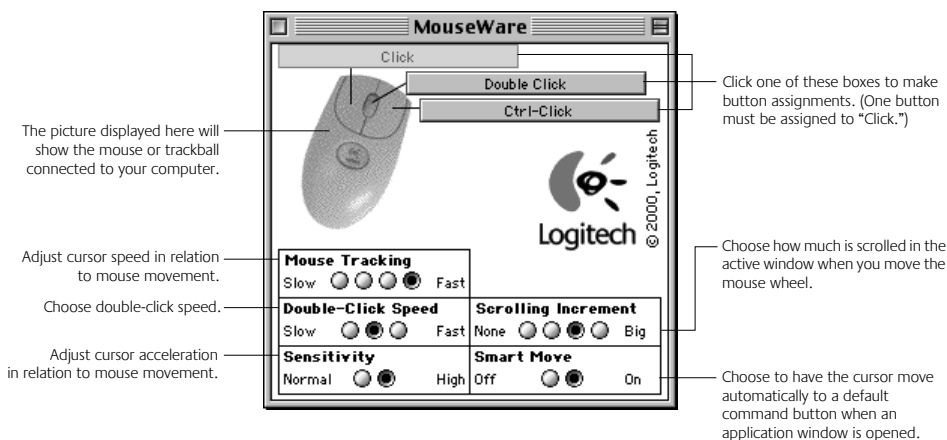 MouseWare
Click
Double Click
Ctrl-Click
Click one of these boxes to make
button assignments. (One button
must be assigned to “Click.”)
The picture displayed here will
show the mouse or trackball
connected to your computer.
Logitech
© 2000, Logitech
Adjust cursor speed in relation
to mouse movement.
Mouse Tracking
Slow Fast
Choose how much is scrolled in the
active window when you move the
mouse wheel.
Choose double-click speed.
Double-Click Speed
Slow Fast
Scrolling Increment
None Big
Adjust cursor acceleration
in relation to mouse movement.
Sensitivity
Normal High
Smart Move
Off On
Choose to have the cursor move
automatically to a default
command button when an
application window is opened.